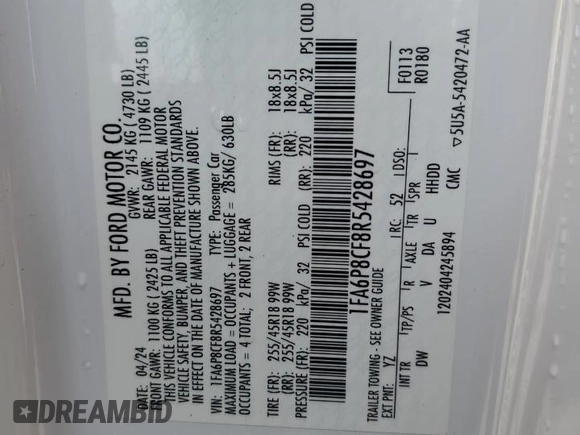 MFD. BY FORD MOTOR CO.
DATE: 04/24 GVWR: 2145 KG ( 4730 LB)
FRONT GAWR: 1100 KG (2425 LB) REAR GAWR: 1109 KG ( 2445 LB)
THIS VEHICLE CONFORMS TO ALL APPLICABLE FEDERAL MOTOR
VEHICLE SAFETY, BUMPER, AND THEFT PREVENTION STANDARDS
IN EFFECT ON THE DATE OF MANUFACTURE SHOWN ABOVE.
VIN: 1FA6P8CF8R5428697 TYPE: Passenger Car
MAXIMUM LOAD = OCCUPANTS + LUGGAGE = 285KG/ 630LB
OCCUPANTS = 4 TOTAL; 2 FRONT, 2 REAR
TIRE (FR): 255/45R18 99W RIMS (FR): 18x8.5J
(RR): 255/45R18 99W (RR): 18x8.5J
PRESSURE (FR): 220 kPa/ 32 PSI COLD (RR): 220 kPa/ 32 PSI COLD
1FA6P8CF8R5428697
TRAILER TOWING - SEE OWNER GUIDE
F0113
R0180
EXT PNT: YZ RC: 52 DSO:
INT TR TP/PS R AXLE TR SPR
DW V DA U HHDD
1202404245894 CMC ▽5U5A-5420472-AA
DREAMBID